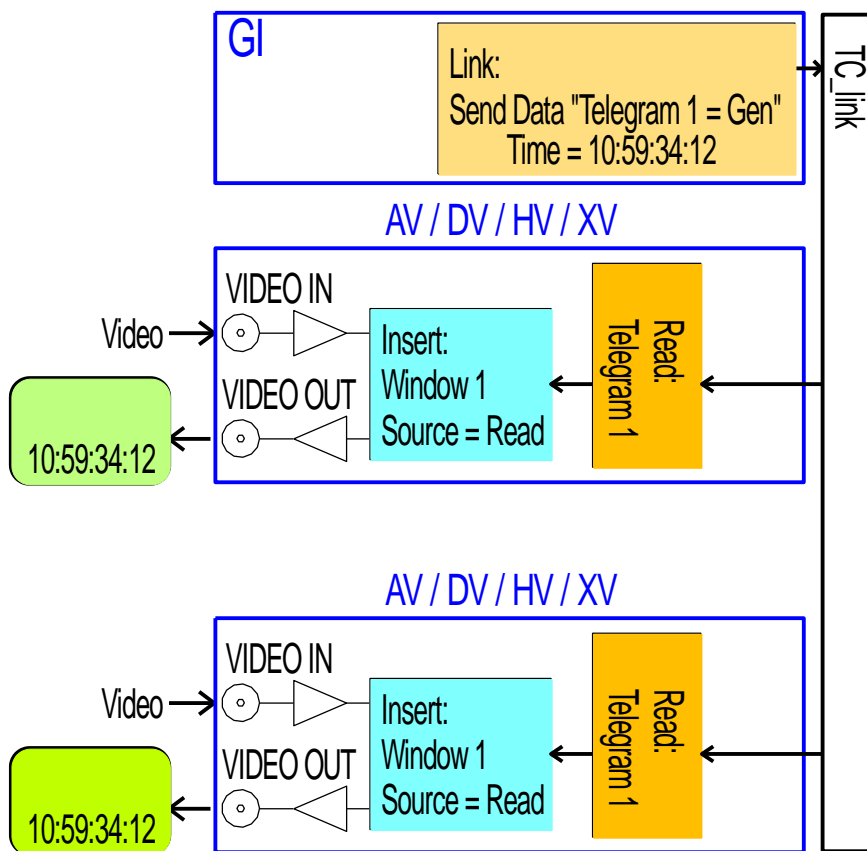 GI
Link:
Send Data "Telegram 1 = Gen"
Time = 10:59:34:12
TC_link
AV / DV / HV / XV
VIDEO IN
Video
Insert:
Window 1
Source = Read
Read:
Telegram 1
VIDEO OUT
10:59:34:12
AV / DV / HV / XV
VIDEO IN
Video
Insert:
Window 1
Source = Read
Read:
Telegram 1
VIDEO OUT
10:59:34:12